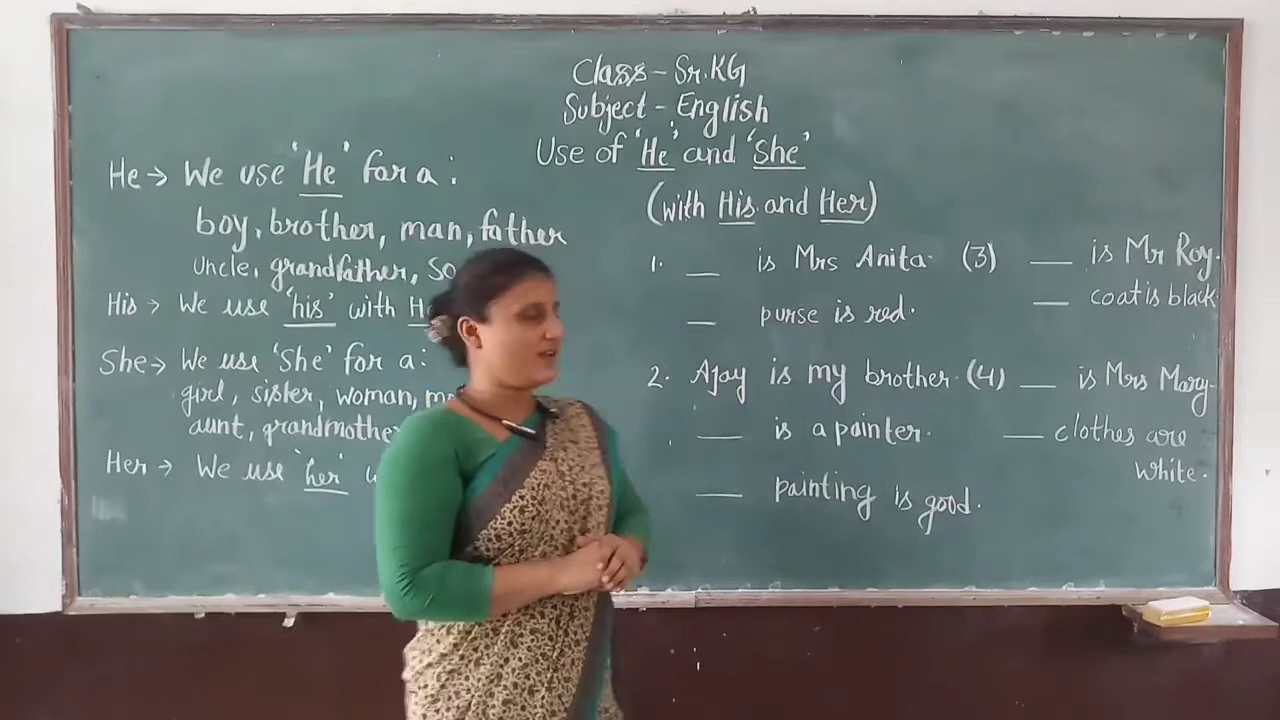 Class - Sr.KG
Subject - English
Use of 'He' and 'She'
(with His and Her)
He → We use 'He' for a:
boy, brother, man, father
Uncle, grandfather,
His → We use 'his' with
She → We use 'She' for a:
girl, sister, woman,
aunt,
Her → We use 'her'
1. __ is Mrs Anita.
__ purse is red.
2. Ajay is my brother.
__ is a painter.
__ painting is good.
(3) __ is Mr Roy.
__ coat is black
(4) __ is Mrs Mary.
__ clothes are
white.